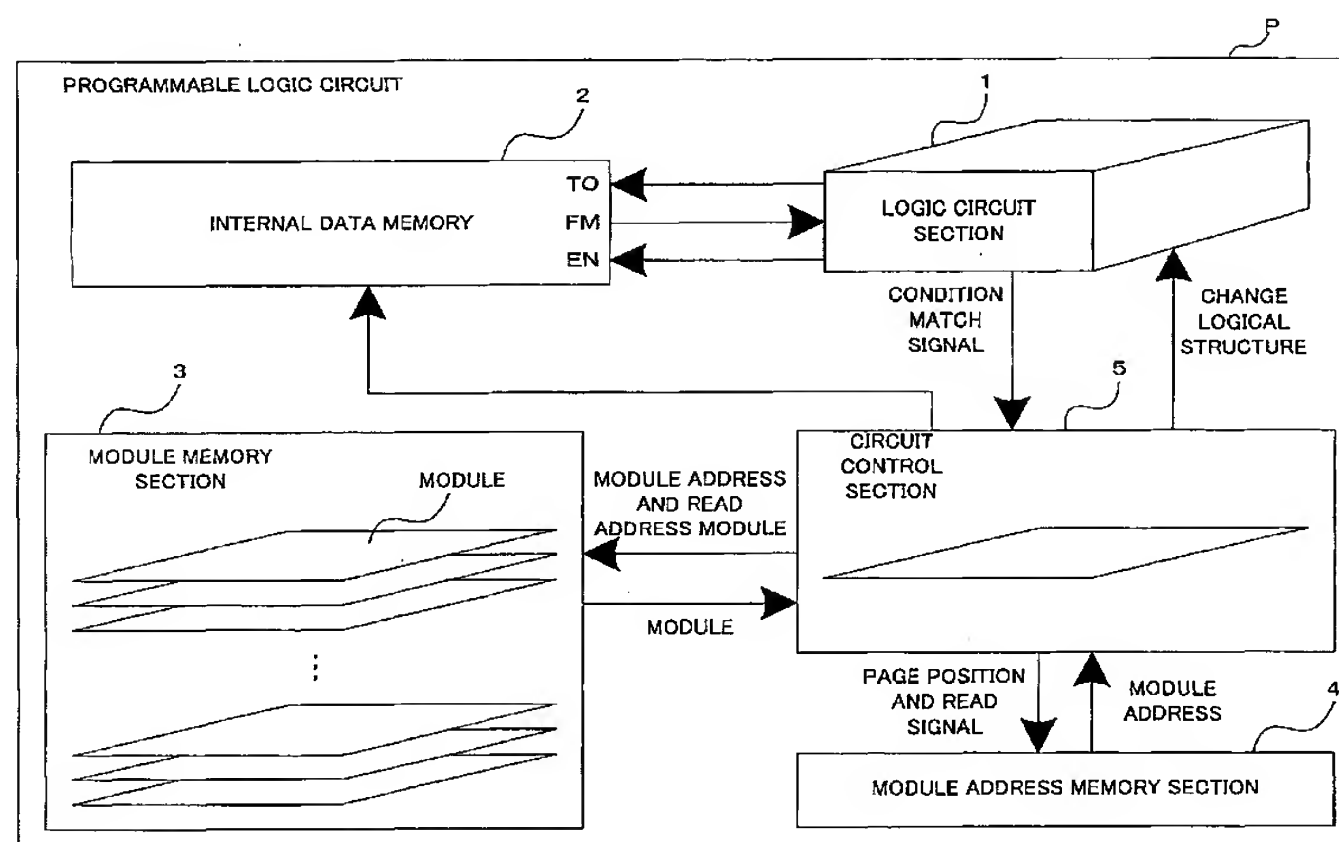 P
PROGRAMMABLE LOGIC CIRCUIT
2
1
TO
FM
EN
INTERNAL DATA MEMORY
LOGIC CIRCUIT
SECTION
CONDITION
MATCH
SIGNAL
CHANGE
LOGICAL
STRUCTURE
3
5
MODULE MEMORY
SECTION
MODULE
MODULE ADDRESS
AND READ
ADDRESS MODULE
MODULE
CIRCUIT
CONTROL
SECTION
PAGE POSITION
AND READ
SIGNAL
MODULE
ADDRESS
4
MODULE ADDRESS MEMORY SECTION